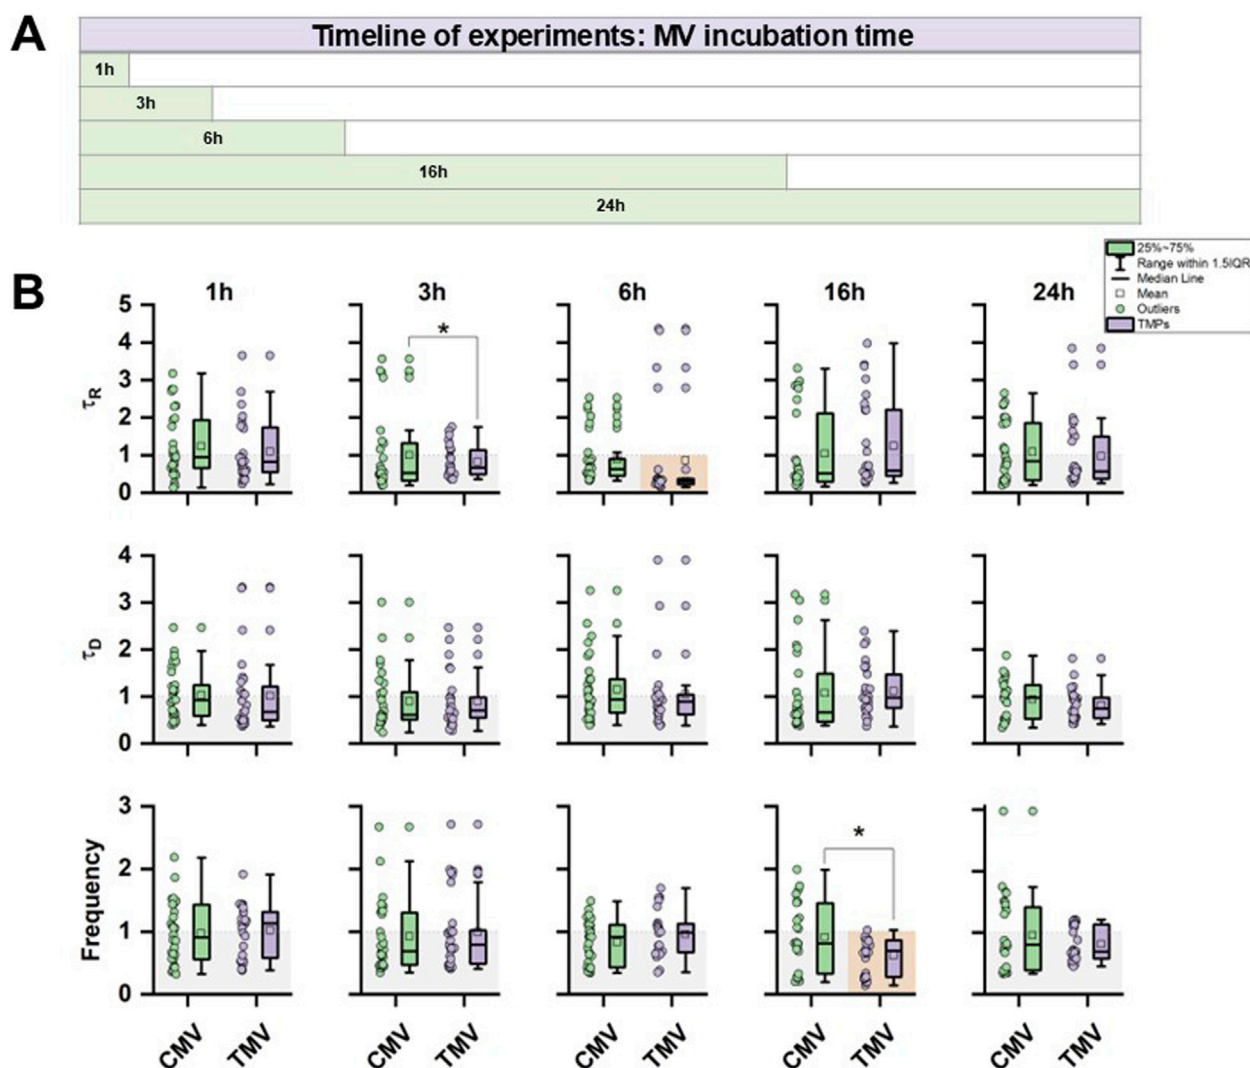 A
Timeline of experiments: MV incubation time
1h
3h
6h
16h
24h
B
25%~75%
Range within 1.5IQR
Median Line
Mean
Outliers
TMPs
1h
3h
6h
16h
24h
τR
5
4
3
2
1
0
*
τD
4
3
2
1
0
Frequency
3
2
1
0
*
CMV
TMV
CMV
TMV
CMV
TMV
CMV
TMV
CMV
TMV